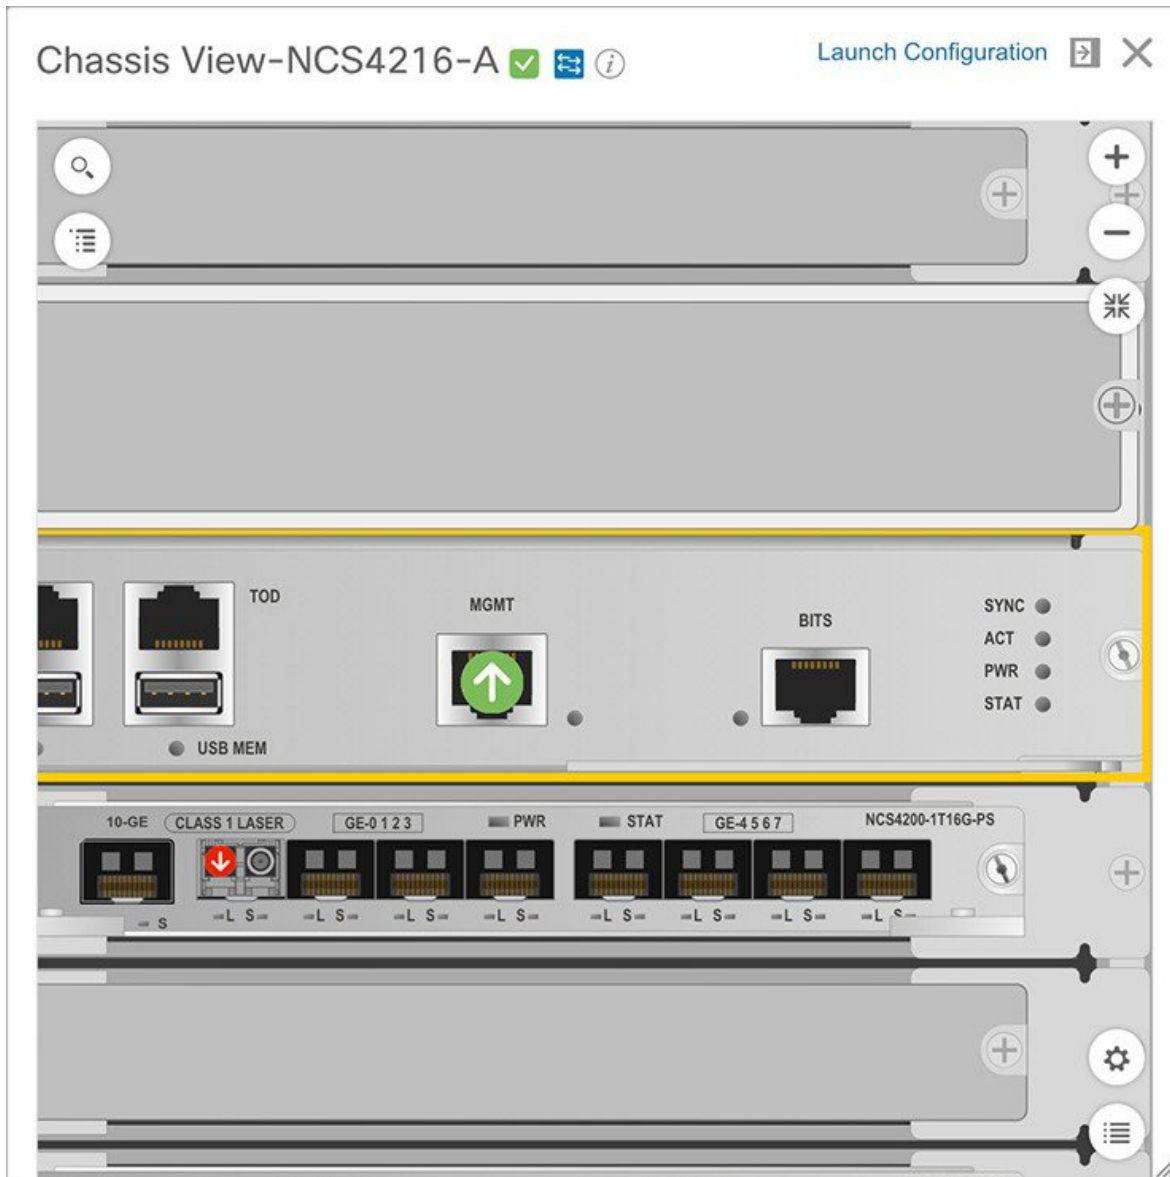 Chassis View-NCS4216-A
Launch Configuration
TOD
MGMT
BITS
SYNC
ACT
PWR
STAT
USB MEM
10-GE
CLASS 1 LASER
GE-0 1 2 3
PWR
STAT
GE-4 5 6 7
NCS4200-1T16G-PS
S
L S
L S
L S
L S
L S
L S
L S
L S